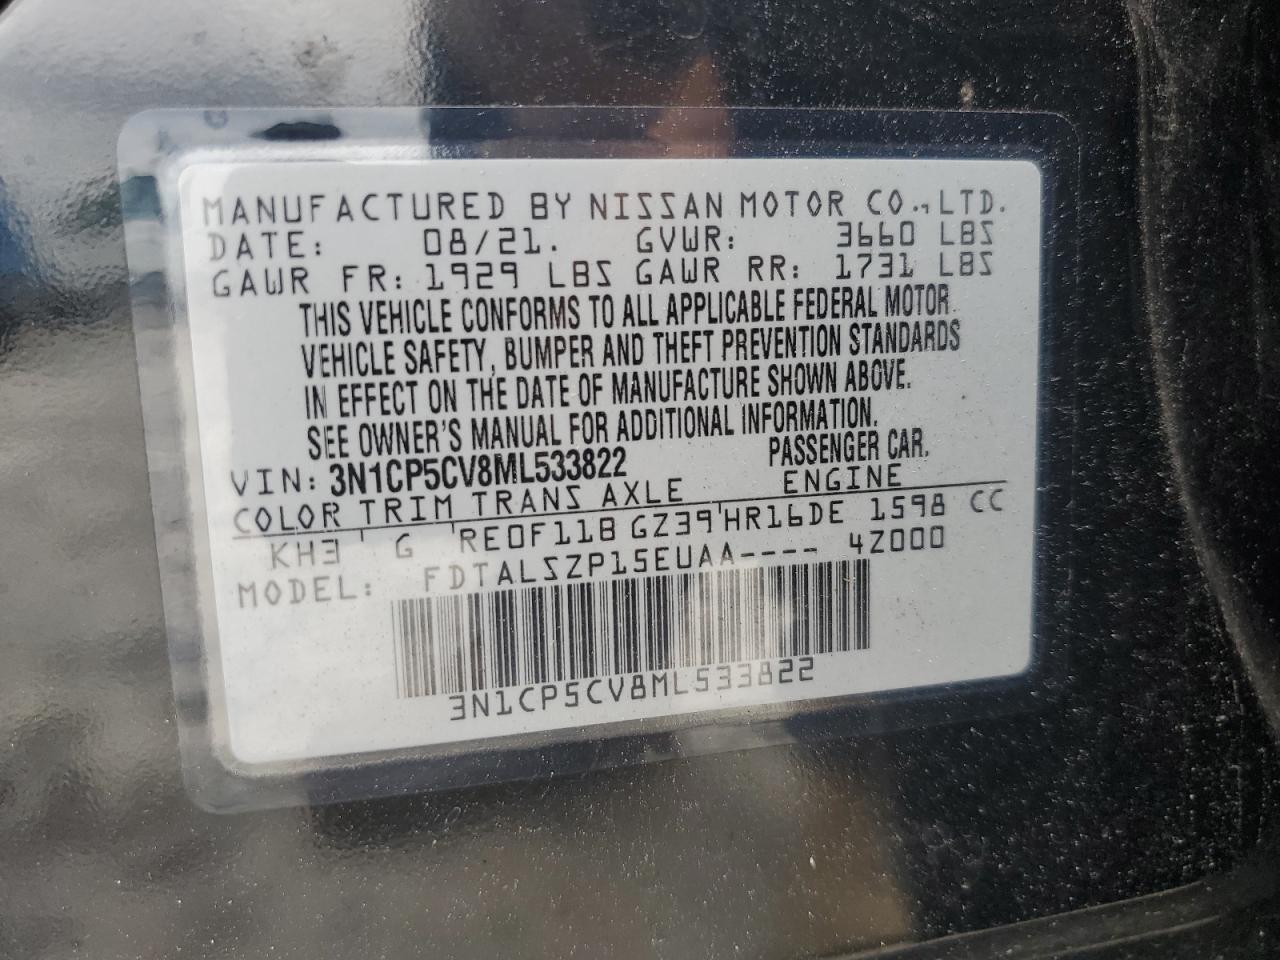 MANUFACTURED BY NISSAN MOTOR CO.,LTD.
DATE: 08/21. GVWR: 3660 LBS
GAWR FR: 1929 LBS GAWR RR: 1731 LBS
THIS VEHICLE CONFORMS TO ALL APPLICABLE FEDERAL MOTOR
VEHICLE SAFETY, BUMPER AND THEFT PREVENTION STANDARDS
IN EFFECT ON THE DATE OF MANUFACTURE SHOWN ABOVE.
SEE OWNER'S MANUAL FOR ADDITIONAL INFORMATION.
VIN: 3N1CP5CV8ML533822 PASSENGER CAR.
COLOR TRIM TRANS AXLE ENGINE
KH3 G RE0F11B GZ39 HR16DE 1598 CC
MODEL: FDTALSZP15EUAA---- 4Z000
3N1CP5CV8ML533822